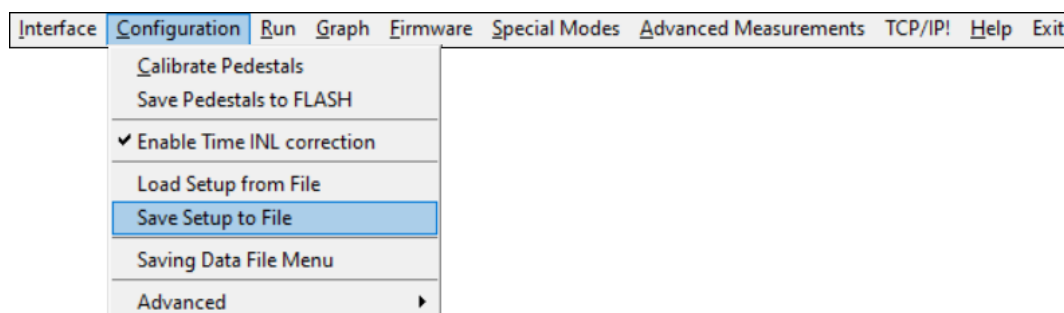 Interface Configuration Run Graph Firmware Special Modes Advanced Measurements TCP/IP! Help Exit
Calibrate Pedestals
Save Pedestals to FLASH
Enable Time INL correction
Load Setup from File
Save Setup to File
Saving Data File Menu
Advanced